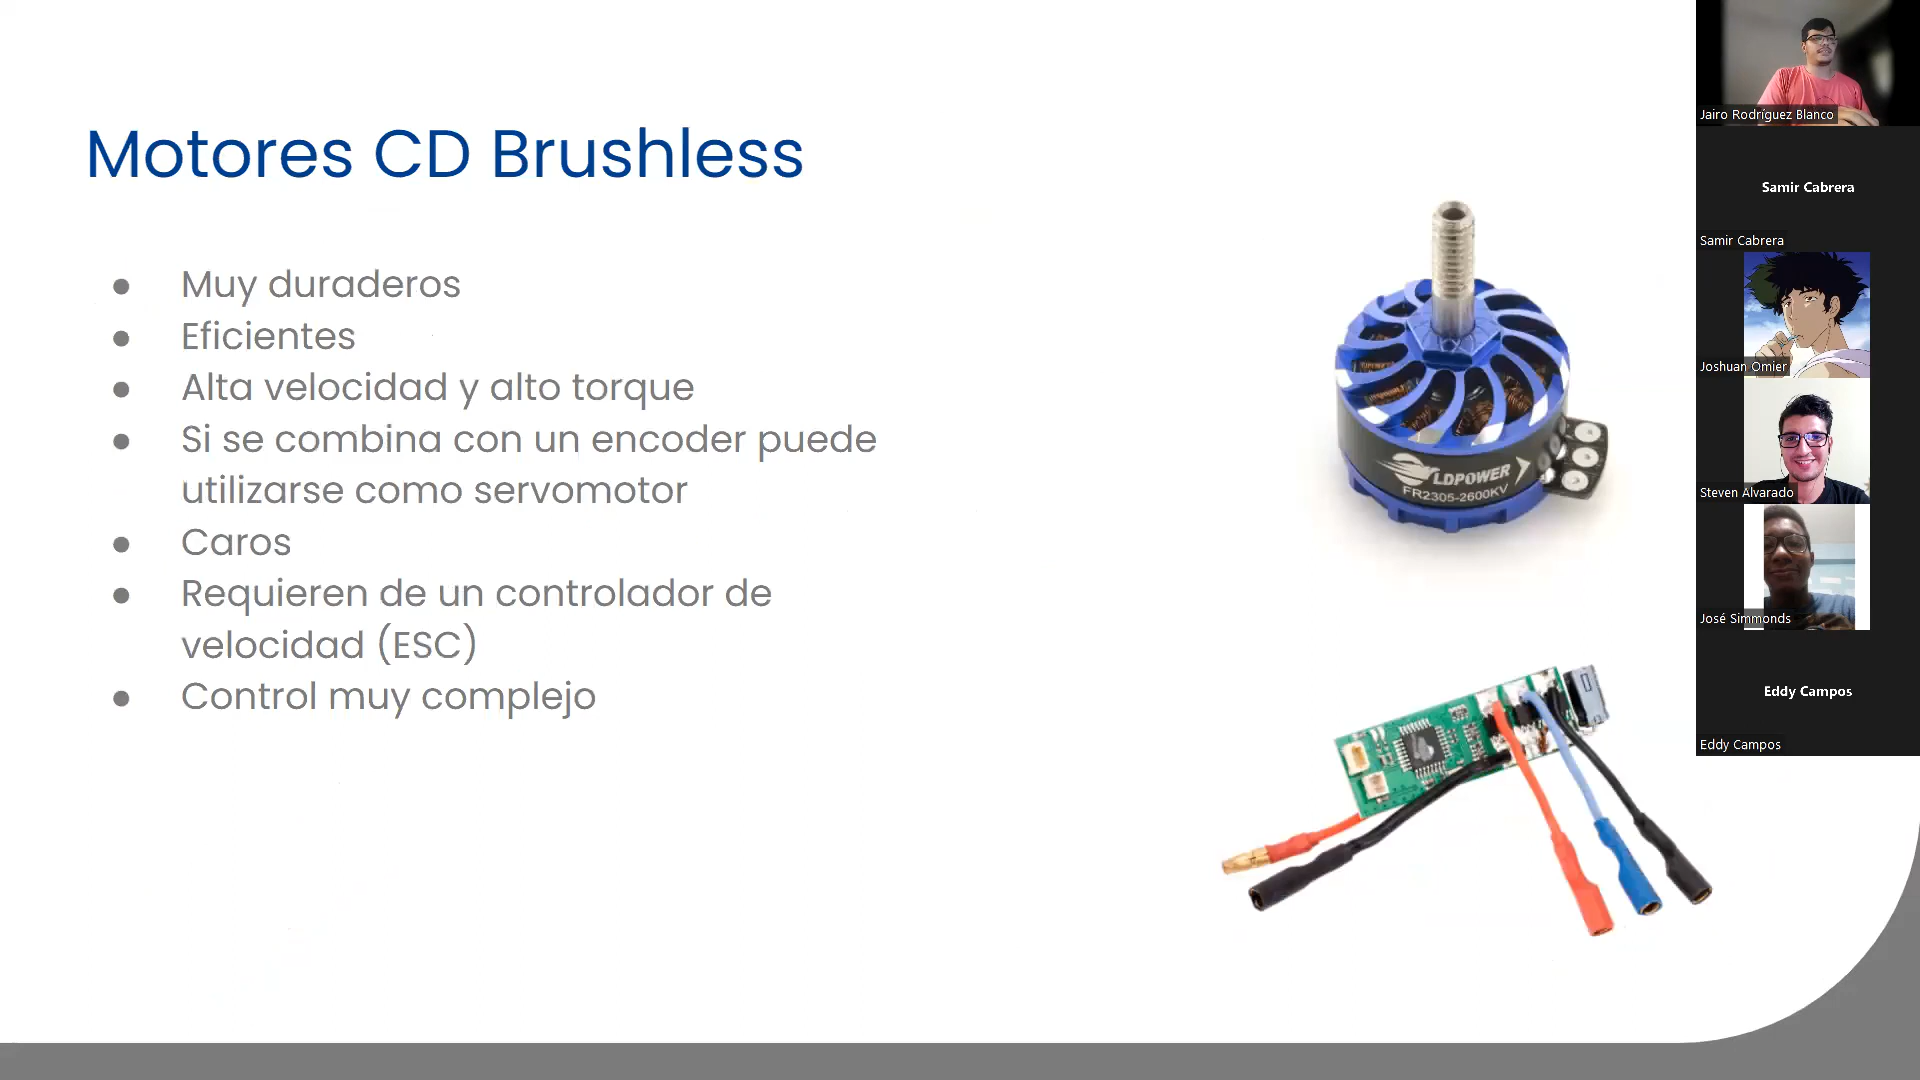 Motores CD Brushless
● Muy duraderos
● Eficientes
● Alta velocidad y alto torque
● Si se combina con un encoder puede
utilizarse como servomotor
● Caros
● Requieren de un controlador de
velocidad (ESC)
● Control muy complejo
LDPOWER
FR2305-2600KV
Jairo Rodríguez Blanco
Samir Cabrera
Samir Cabrera
Joshuan Omier
Steven Alvarado
José Simmonds
Eddy Campos
Eddy Campos